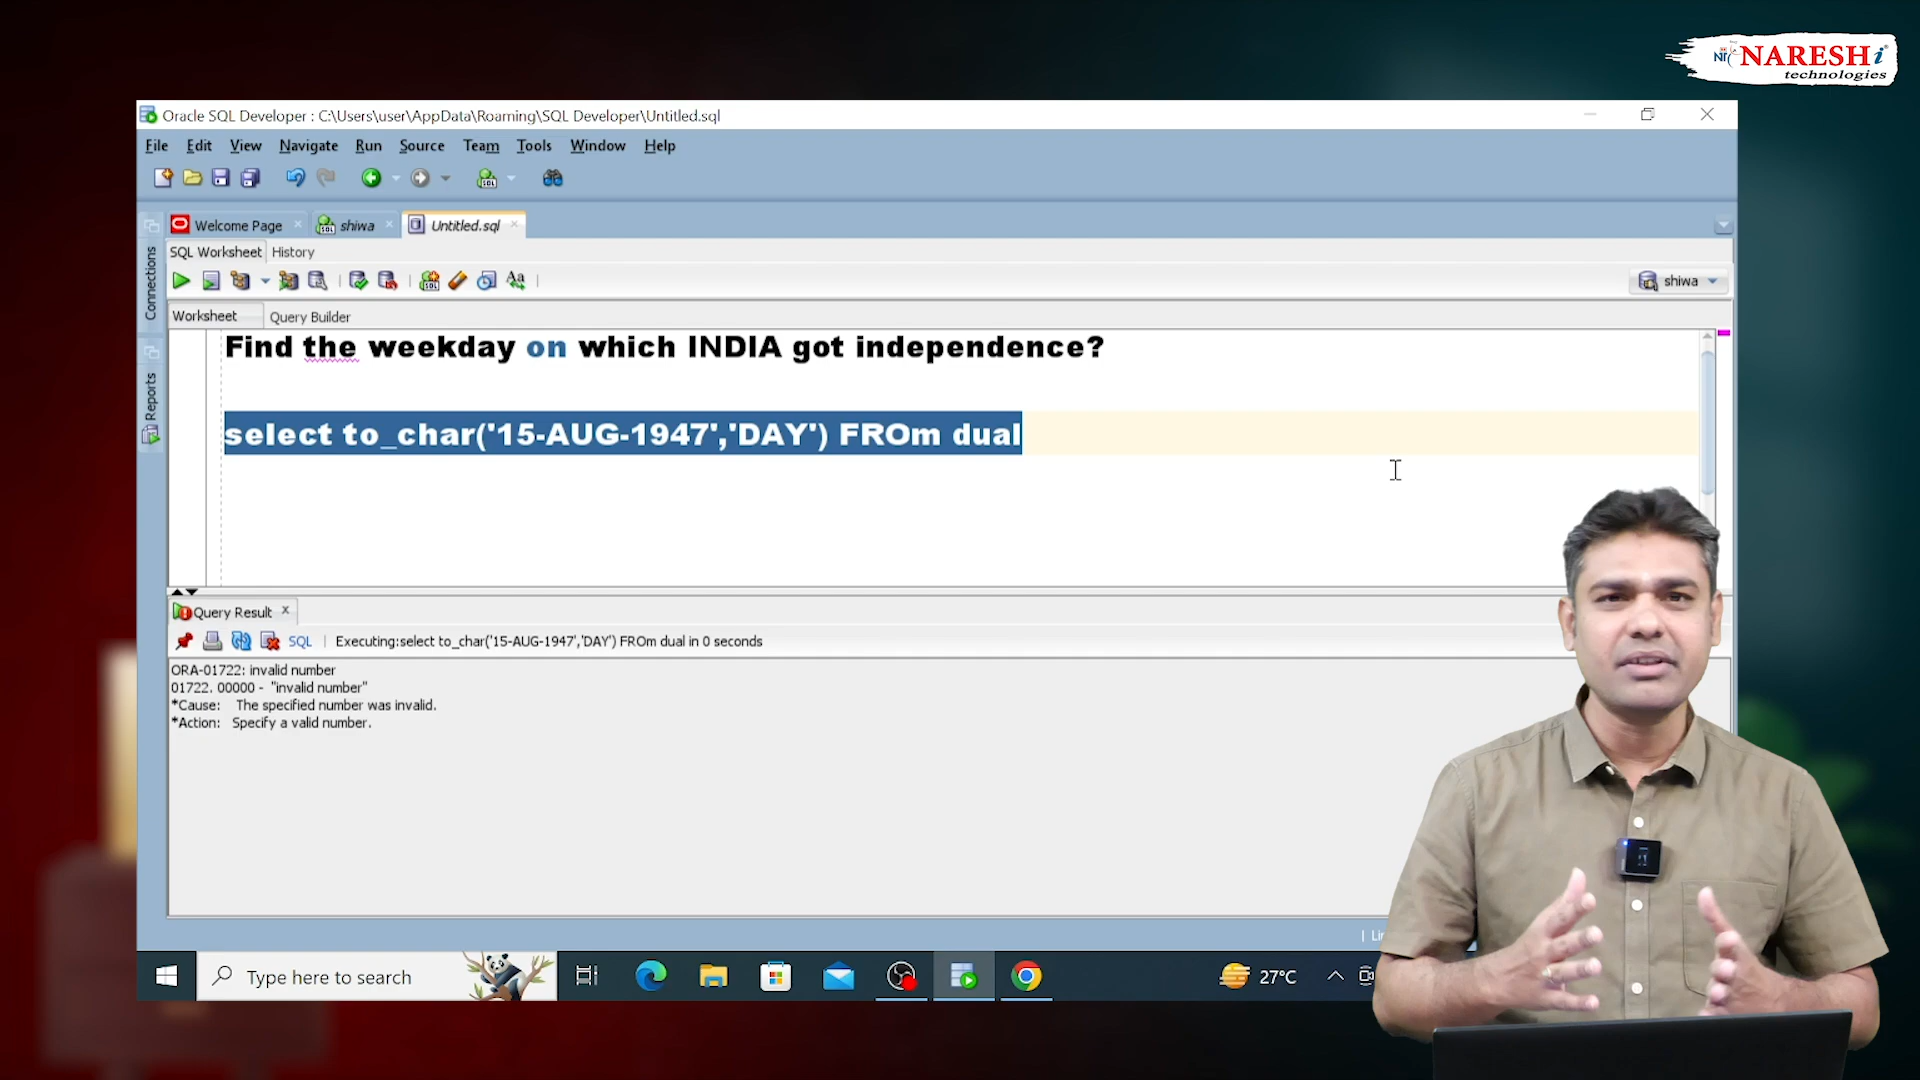 NiT NARESH i
technologies
Oracle SQL Developer : C:\Users\user\AppData\Roaming\SQL Developer\Untitled.sql
File Edit View Navigate Run Source Team Tools Window Help
Welcome Page shiwa Untitled.sql
SQL Worksheet History
Connections
shiwa
Worksheet Query Builder
Reports
Find the weekday on which INDIA got independence?
select to_char('15-AUG-1947','DAY') FROm dual
Query Result
SQL | Executing:select to_char('15-AUG-1947','DAY') FROm dual in 0 seconds
ORA-01722: invalid number
01722. 00000 - "invalid number"
*Cause: The specified number was invalid.
*Action: Specify a valid number.
Type here to search
27°C